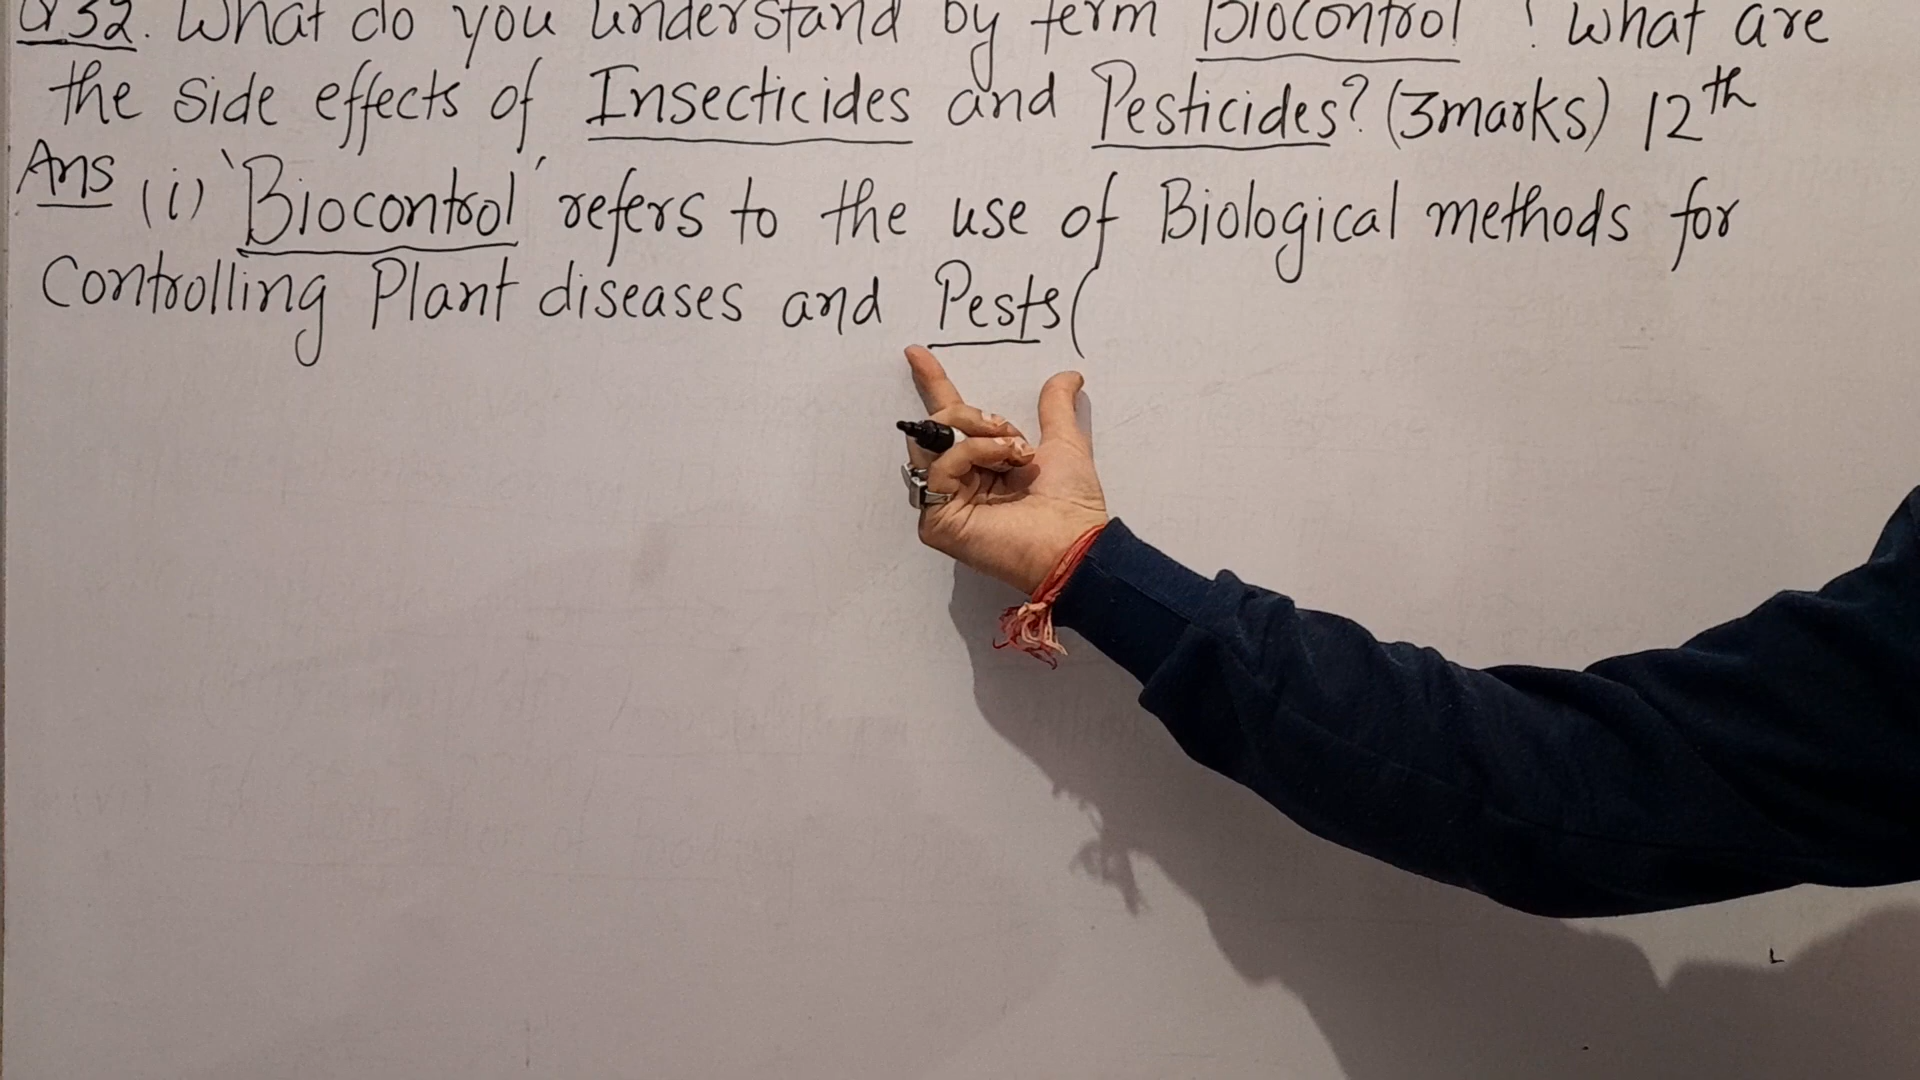 Q32. What do you understand by term Biocontrol ? What are
the side effects of Insecticides and Pesticides? (3marks) 12th
Ans (i) 'Biocontrol' refers to the use of Biological methods for
Controlling Plant diseases and Pests(